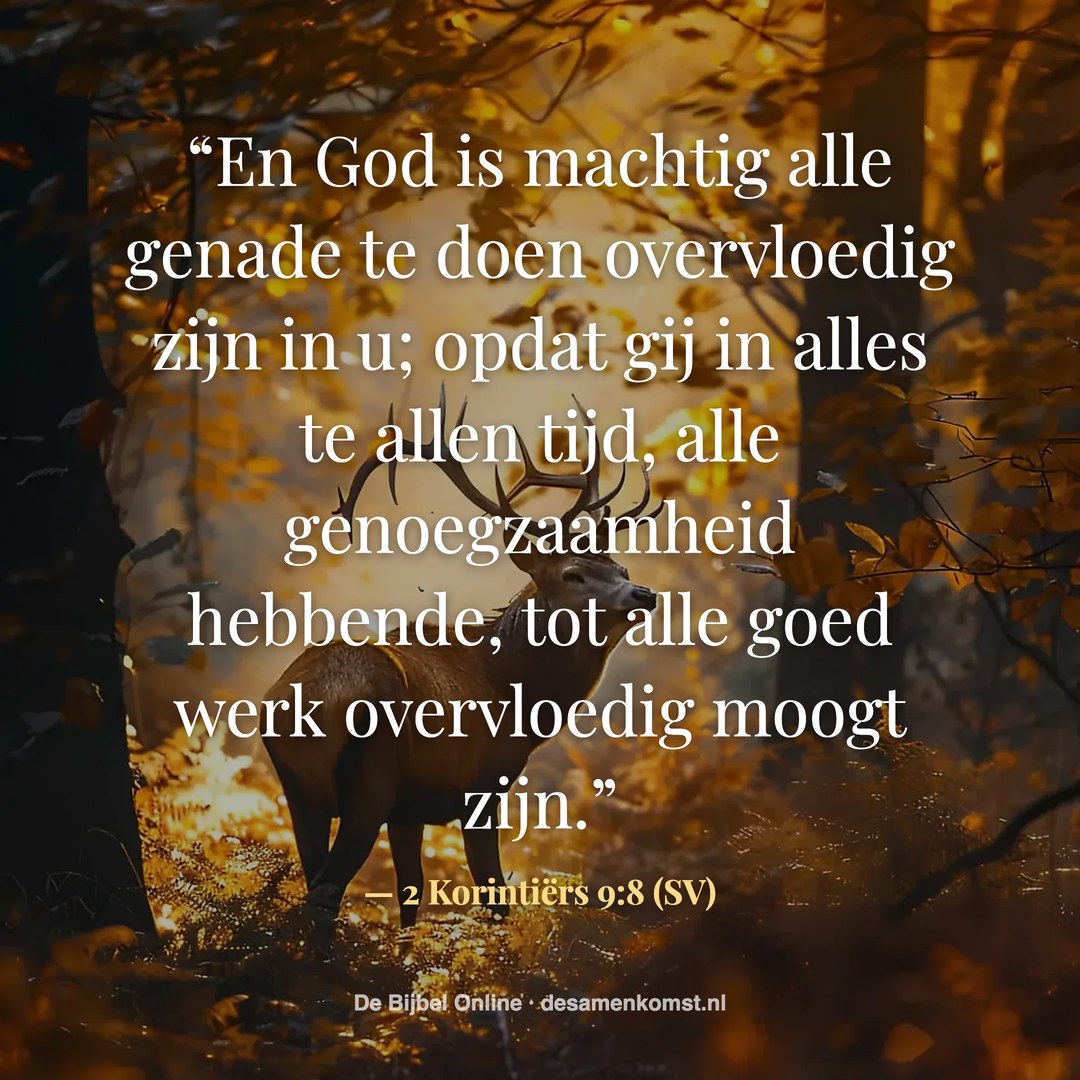 “En God is machtig alle
genade te doen overvloedig
zijn in u; opdat gij in alles
te allen tijd, alle
genoegzaamheid
hebbende, tot alle goed
werk overvloedig moogt
zijn.”
— 2 Korintiërs 9:8 (SV)
De Bijbel Online · desamenkomst.nl